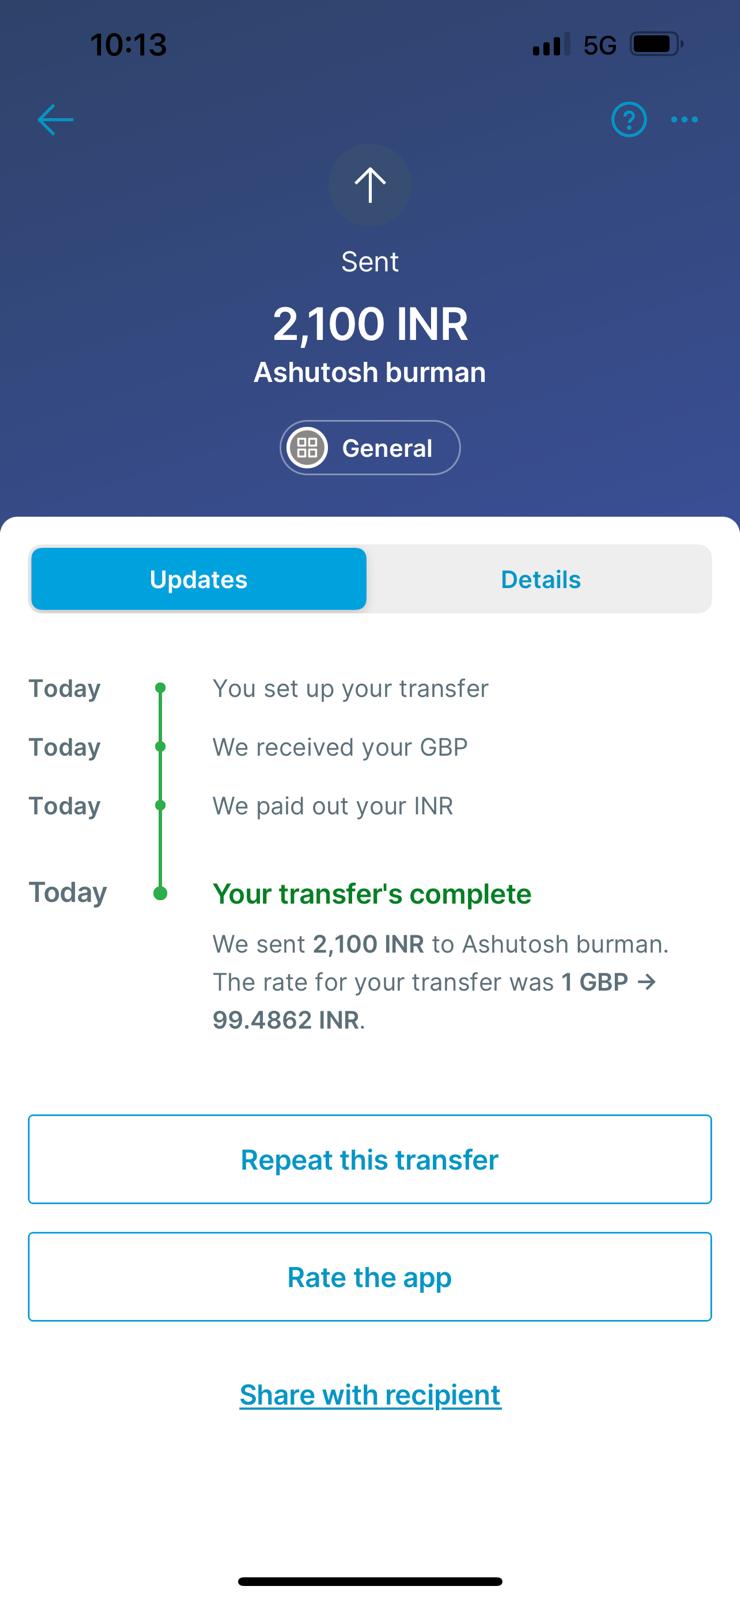 10:13
5G
Sent
2,100 INR
Ashutosh burman
General
Updates
Details
Today
You set up your transfer
Today
We received your GBP
Today
We paid out your INR
Today
Your transfer's complete
We sent 2,100 INR to Ashutosh burman.
The rate for your transfer was 1 GBP →
99.4862 INR.
Repeat this transfer
Rate the app
Share with recipient